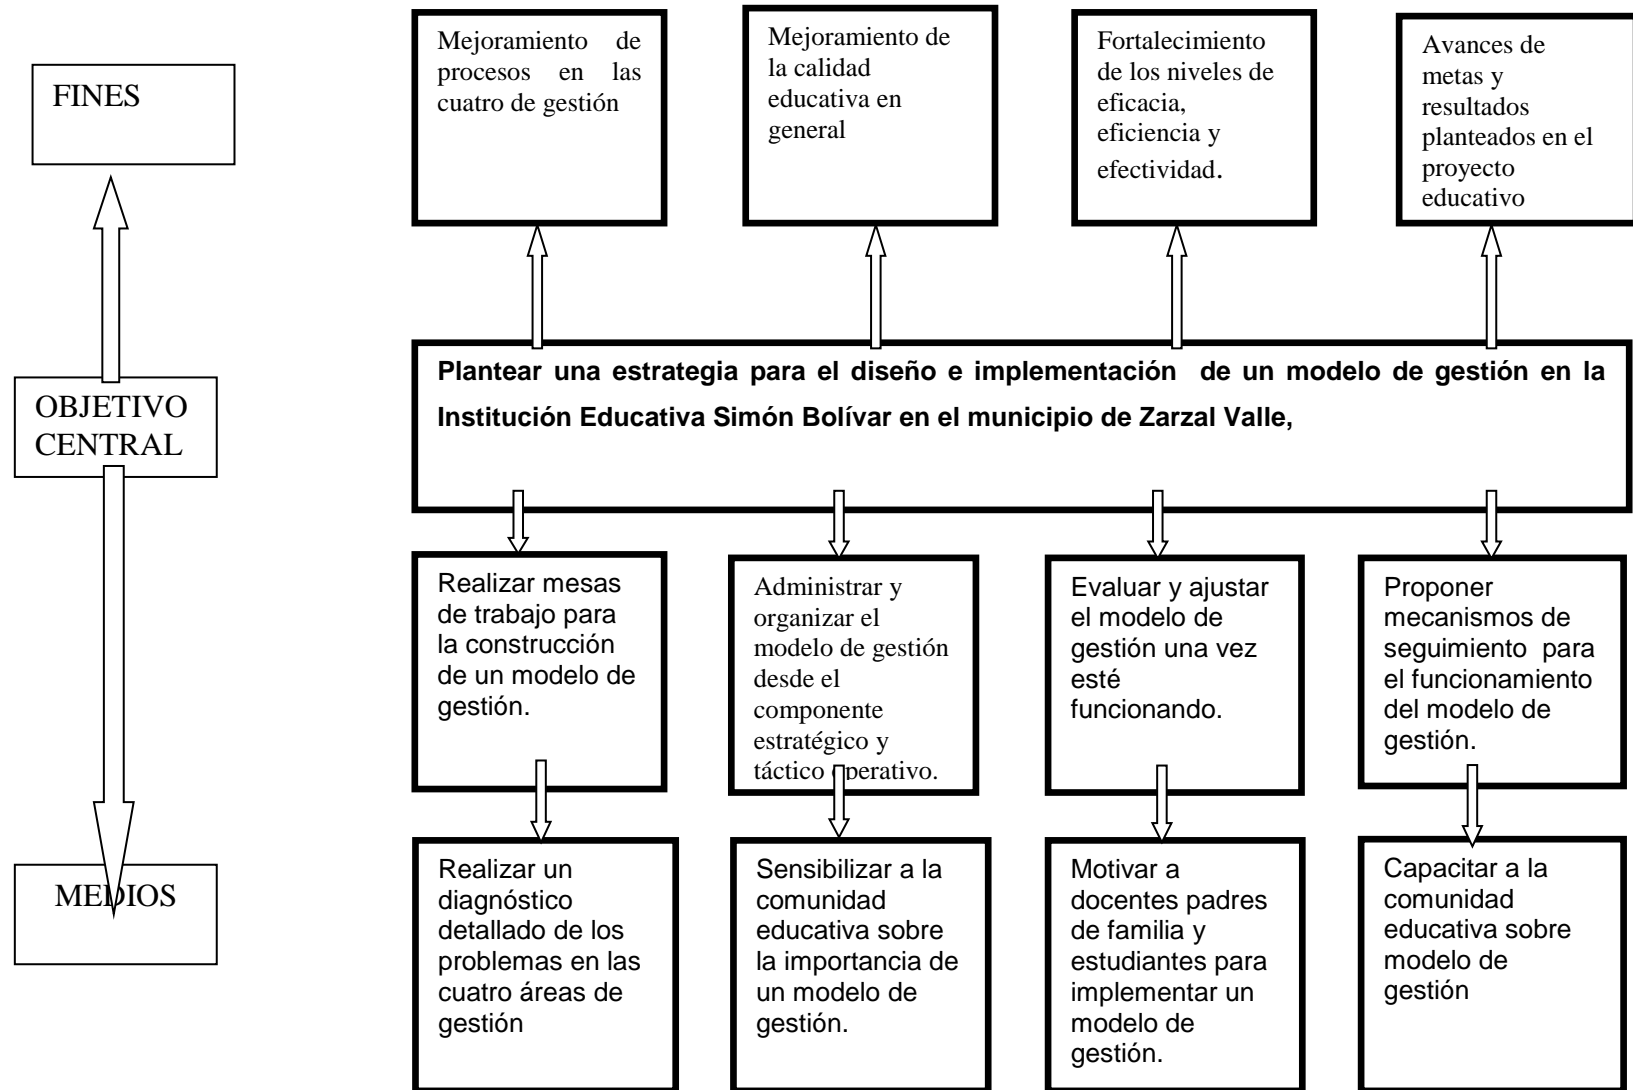 FINES
Mejoramiento de
procesos en las
cuatro de gestión
Mejoramiento de
la calidad
educativa en
general
Fortalecimiento
de los niveles de
eficacia,
eficiencia y
efectividad.
Avances de
metas y
resultados
planteados en el
proyecto
educativo
OBJETIVO
CENTRAL
Plantear una estrategia para el diseño e implementación de un modelo de gestión en la
Institución Educativa Simón Bolívar en el municipio de Zarzal Valle,
Realizar mesas
de trabajo para
la construcción
de un modelo de
gestión.
Administrar y
organizar el
modelo de gestión
desde el
componente
estratégico y
táctico operativo.
Evaluar y ajustar
el modelo de
gestión una vez
esté
funcionando.
Proponer
mecanismos de
seguimiento para
el funcionamiento
del modelo de
gestión.
MEDIOS
Realizar un
diagnóstico
detallado de los
problemas en las
cuatro áreas de
gestión
Sensibilizar a la
comunidad
educativa sobre
la importancia de
un modelo de
gestión.
Motivar a
docentes padres
de familia y
estudiantes para
implementar un
modelo de
gestión.
Capacitar a la
comunidad
educativa sobre
modelo de
gestión